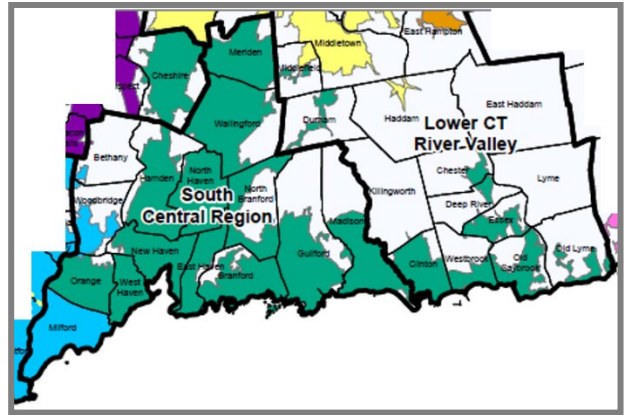 East Hampton
Middletown
Meriden
Middlefield
Cheshire
East Haddam
Wallingford
Durham
Haddam
Lower CT
River Valley
Bethany
Chester
Lyme
Hamden
North
Haven
Killingworth
Woodbridge
North
Branford
South
Central Region
Deep River
Essex
Madison
New Haven
East Haven
Guilford
Old Lyme
Orange
West
Haven
Branford
Clinton
Westbrook
Old
Saybrook
Milford